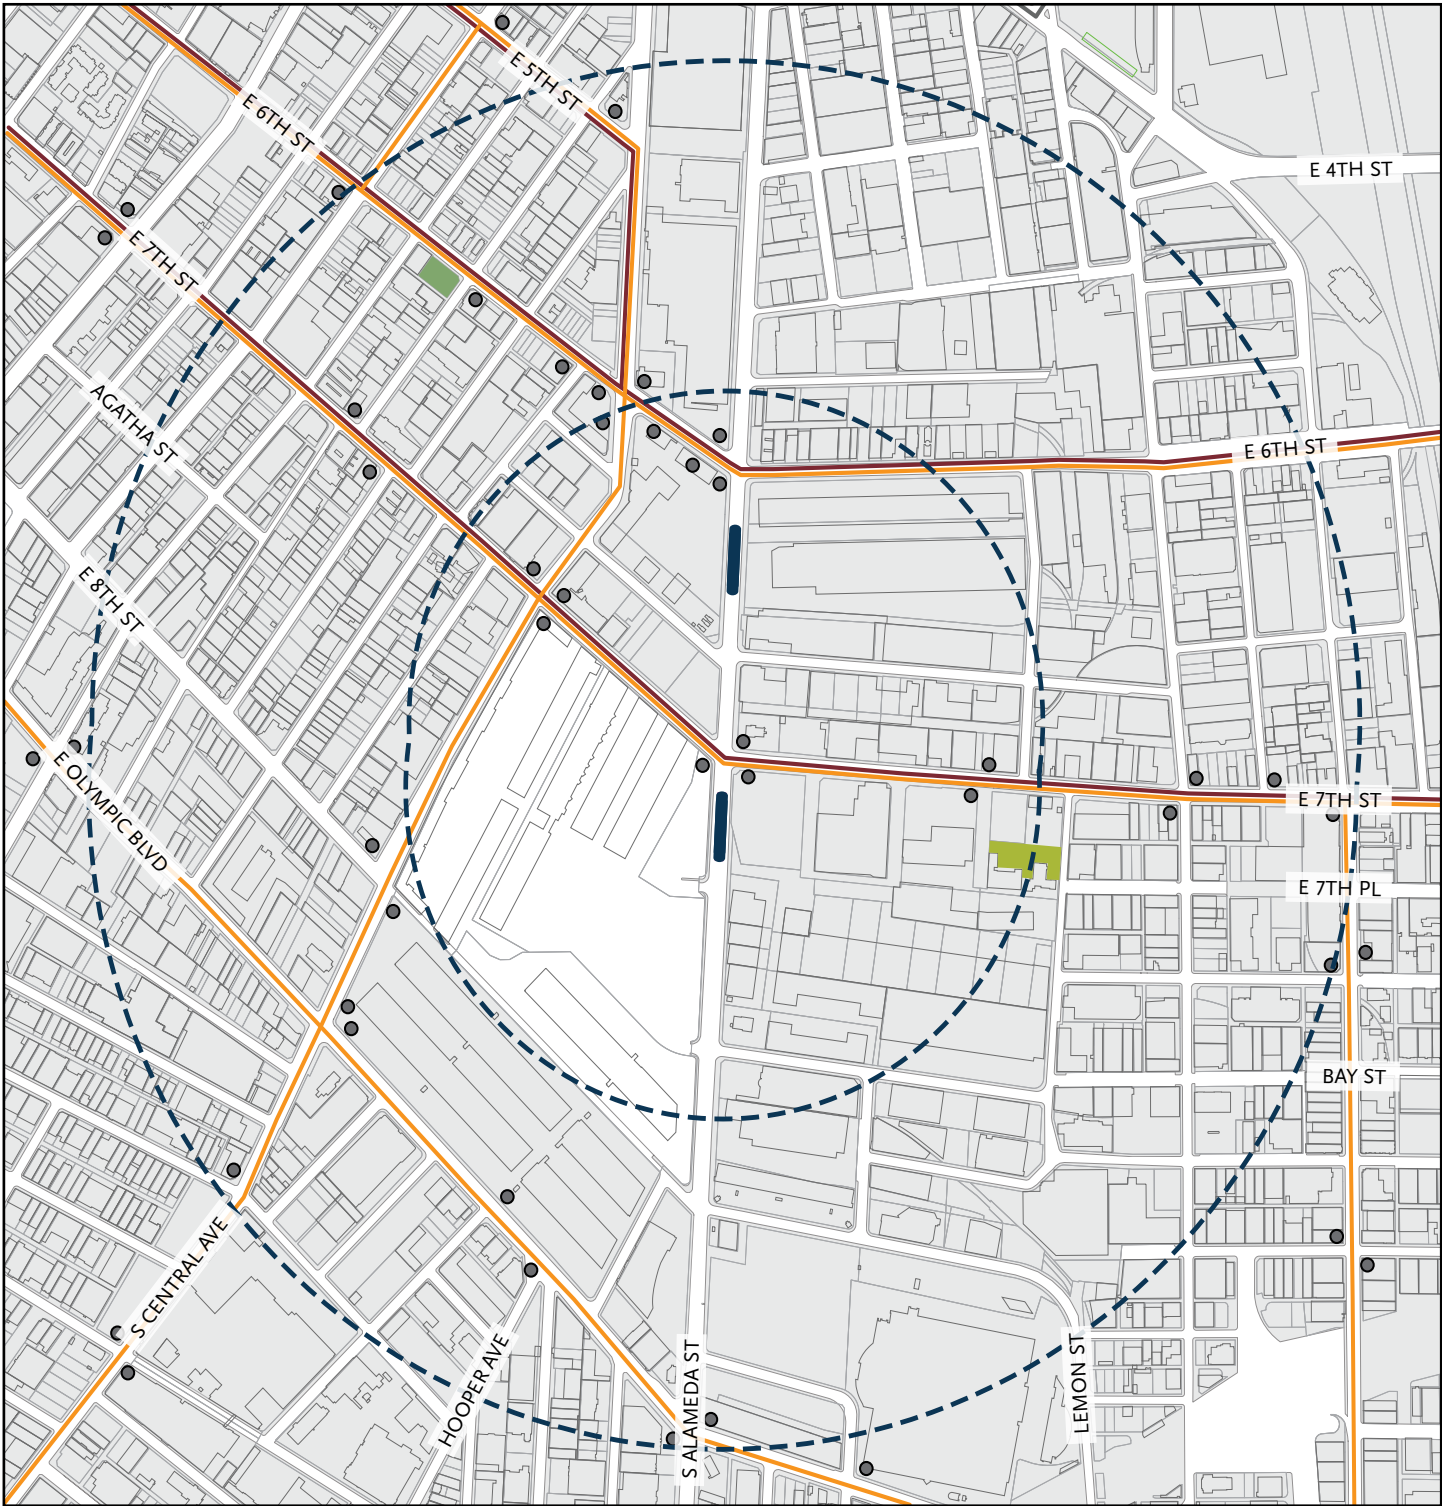 E 5TH ST
E 6TH ST
E 4TH ST
E 7TH ST
AGATHA ST
E 6TH ST
E 8TH ST
E OLYMPIC BLVD
E 7TH ST
E 7TH PL
BAY ST
S CENTRAL AVE
HOOPER AVE
S ALAMEDA ST
LEMON ST